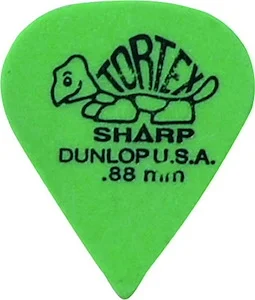 TORTEX
SHARP
DUNLOP U.S.A.
.88 mm